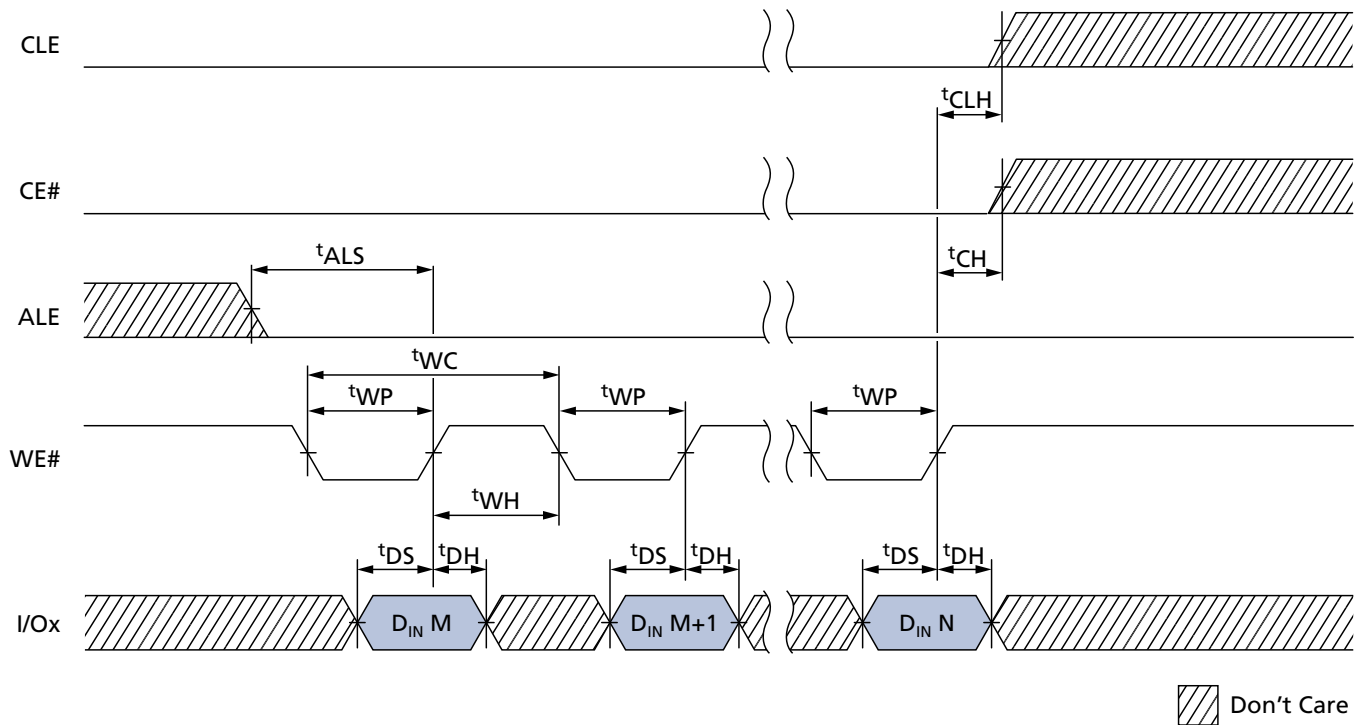 CLE
tCLH
CE#
tCH
tALS
ALE
tWC
tWP tWP tWP
WE#
tWH
tDS tDH tDS tDH tDS tDH
I/Ox DIN M DIN M+1 DIN N
Don't Care